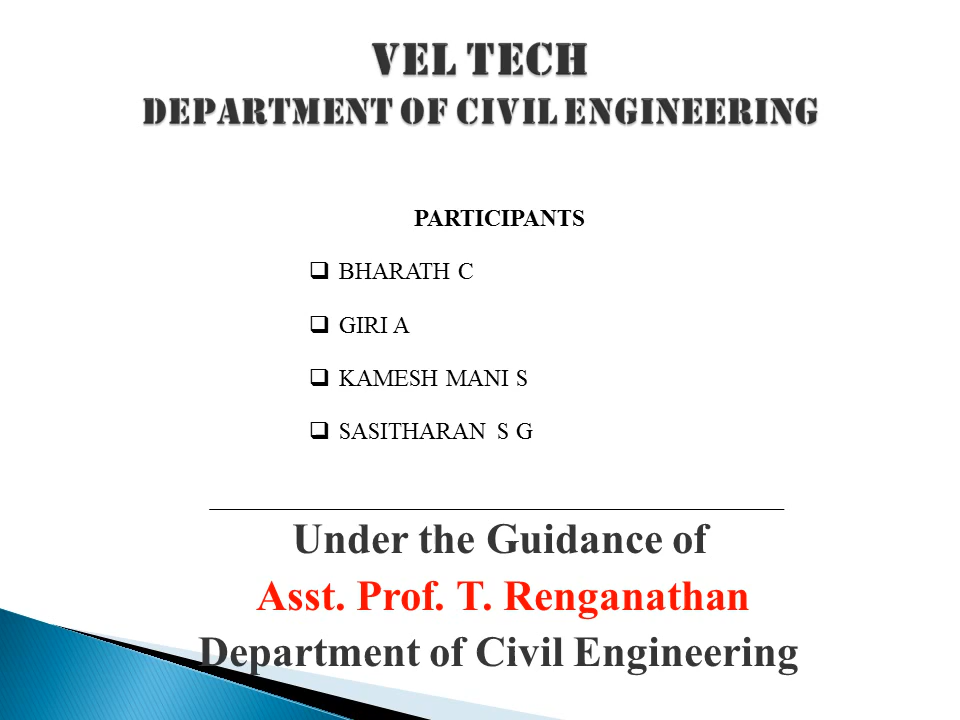 VEL TECH
DEPARTMENT OF CIVIL ENGINEERING
PARTICIPANTS
❑ BHARATH C
❑ GIRI A
❑ KAMESH MANI S
❑ SASITHARAN S G
Under the Guidance of
Asst. Prof. T. Renganathan
Department of Civil Engineering